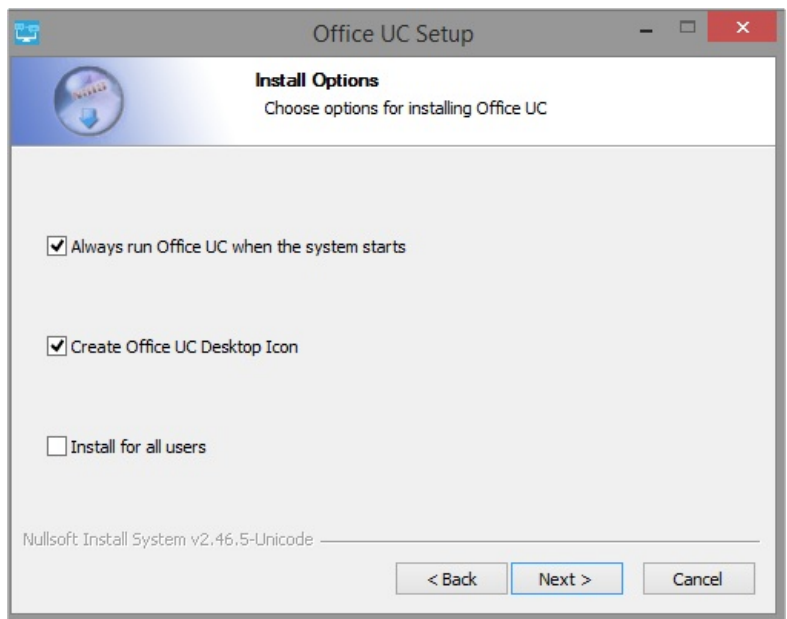 Office UC Setup
Install Options
Choose options for installing Office UC
Always run Office UC when the system starts
Create Office UC Desktop Icon
Install for all users
Nullsoft Install System v2.46.5-Unicode
< Back Next > Cancel